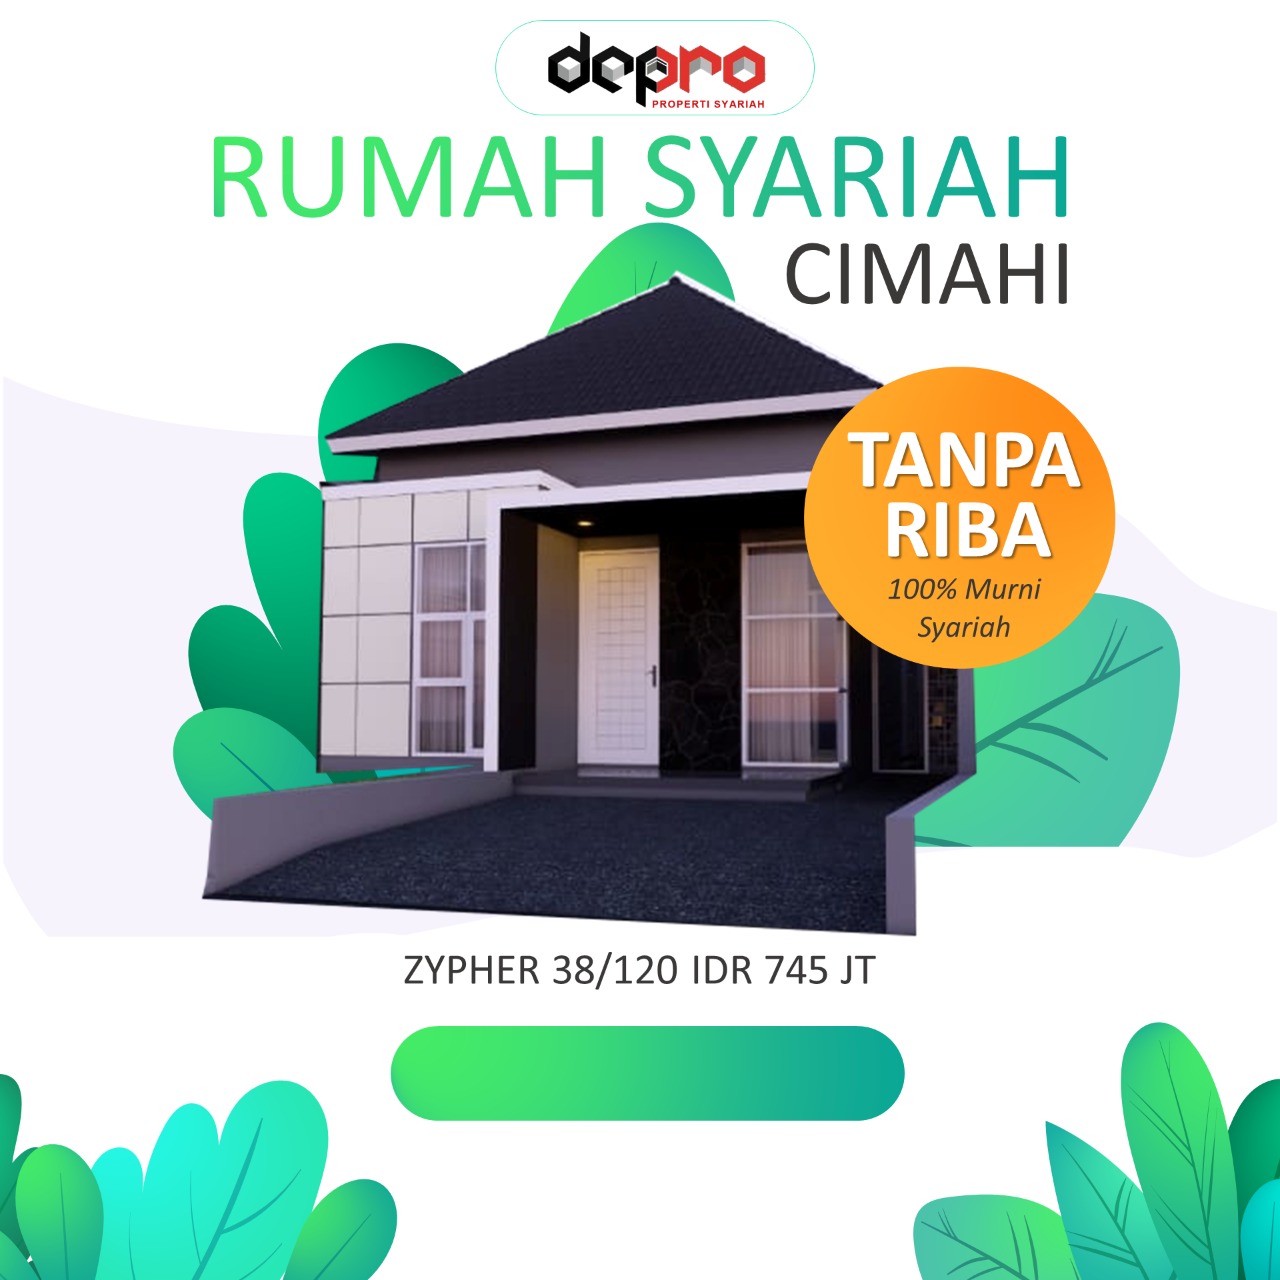 depro
PROPERTI SYARIAH
RUMAH SYARIAH
CIMAHI
TANPA
RIBA
100% Murni
Syariah
ZYPHER 38/120 IDR 745 JT